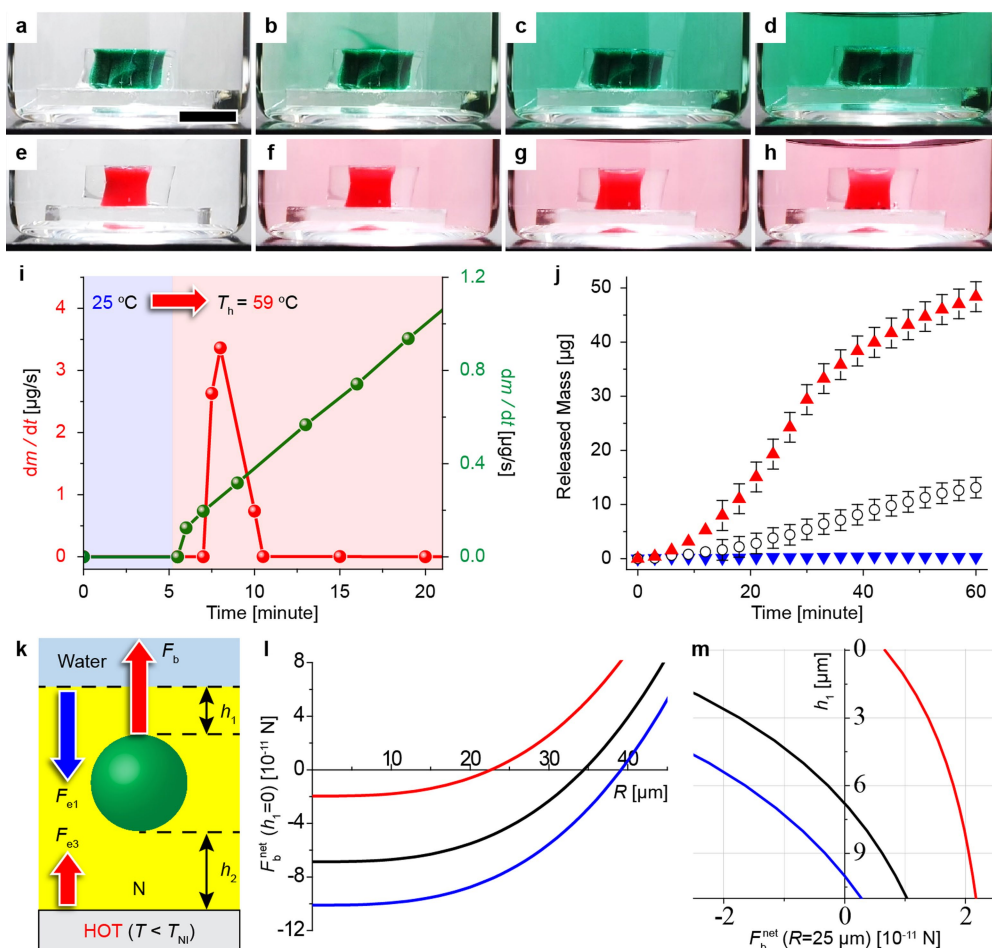 a b c d
e f g h
i 25 °C T_h = 59 °C
dm / dt [µg/s]
4
3
2
1
0
0 5 10 15 20
Time [minute]
1.2
0.8
0.4
0.0
dm / dt [µg/s]
j
Released Mass [µg]
50
40
30
20
10
0
0 20 40 60
Time [minute]
k
Water F_b
h_1
F_e1
F_e3
h_2
N
HOT (T < T_NI)
l
F_b^net (h_1=0) [10^-11 N]
8
4
0
-4
-8
-12
10 20 30 40
R [µm]
m
h_1 [µm]
0
3
6
9
-2 0 2
F_b^net (R=25 µm) [10^-11 N]